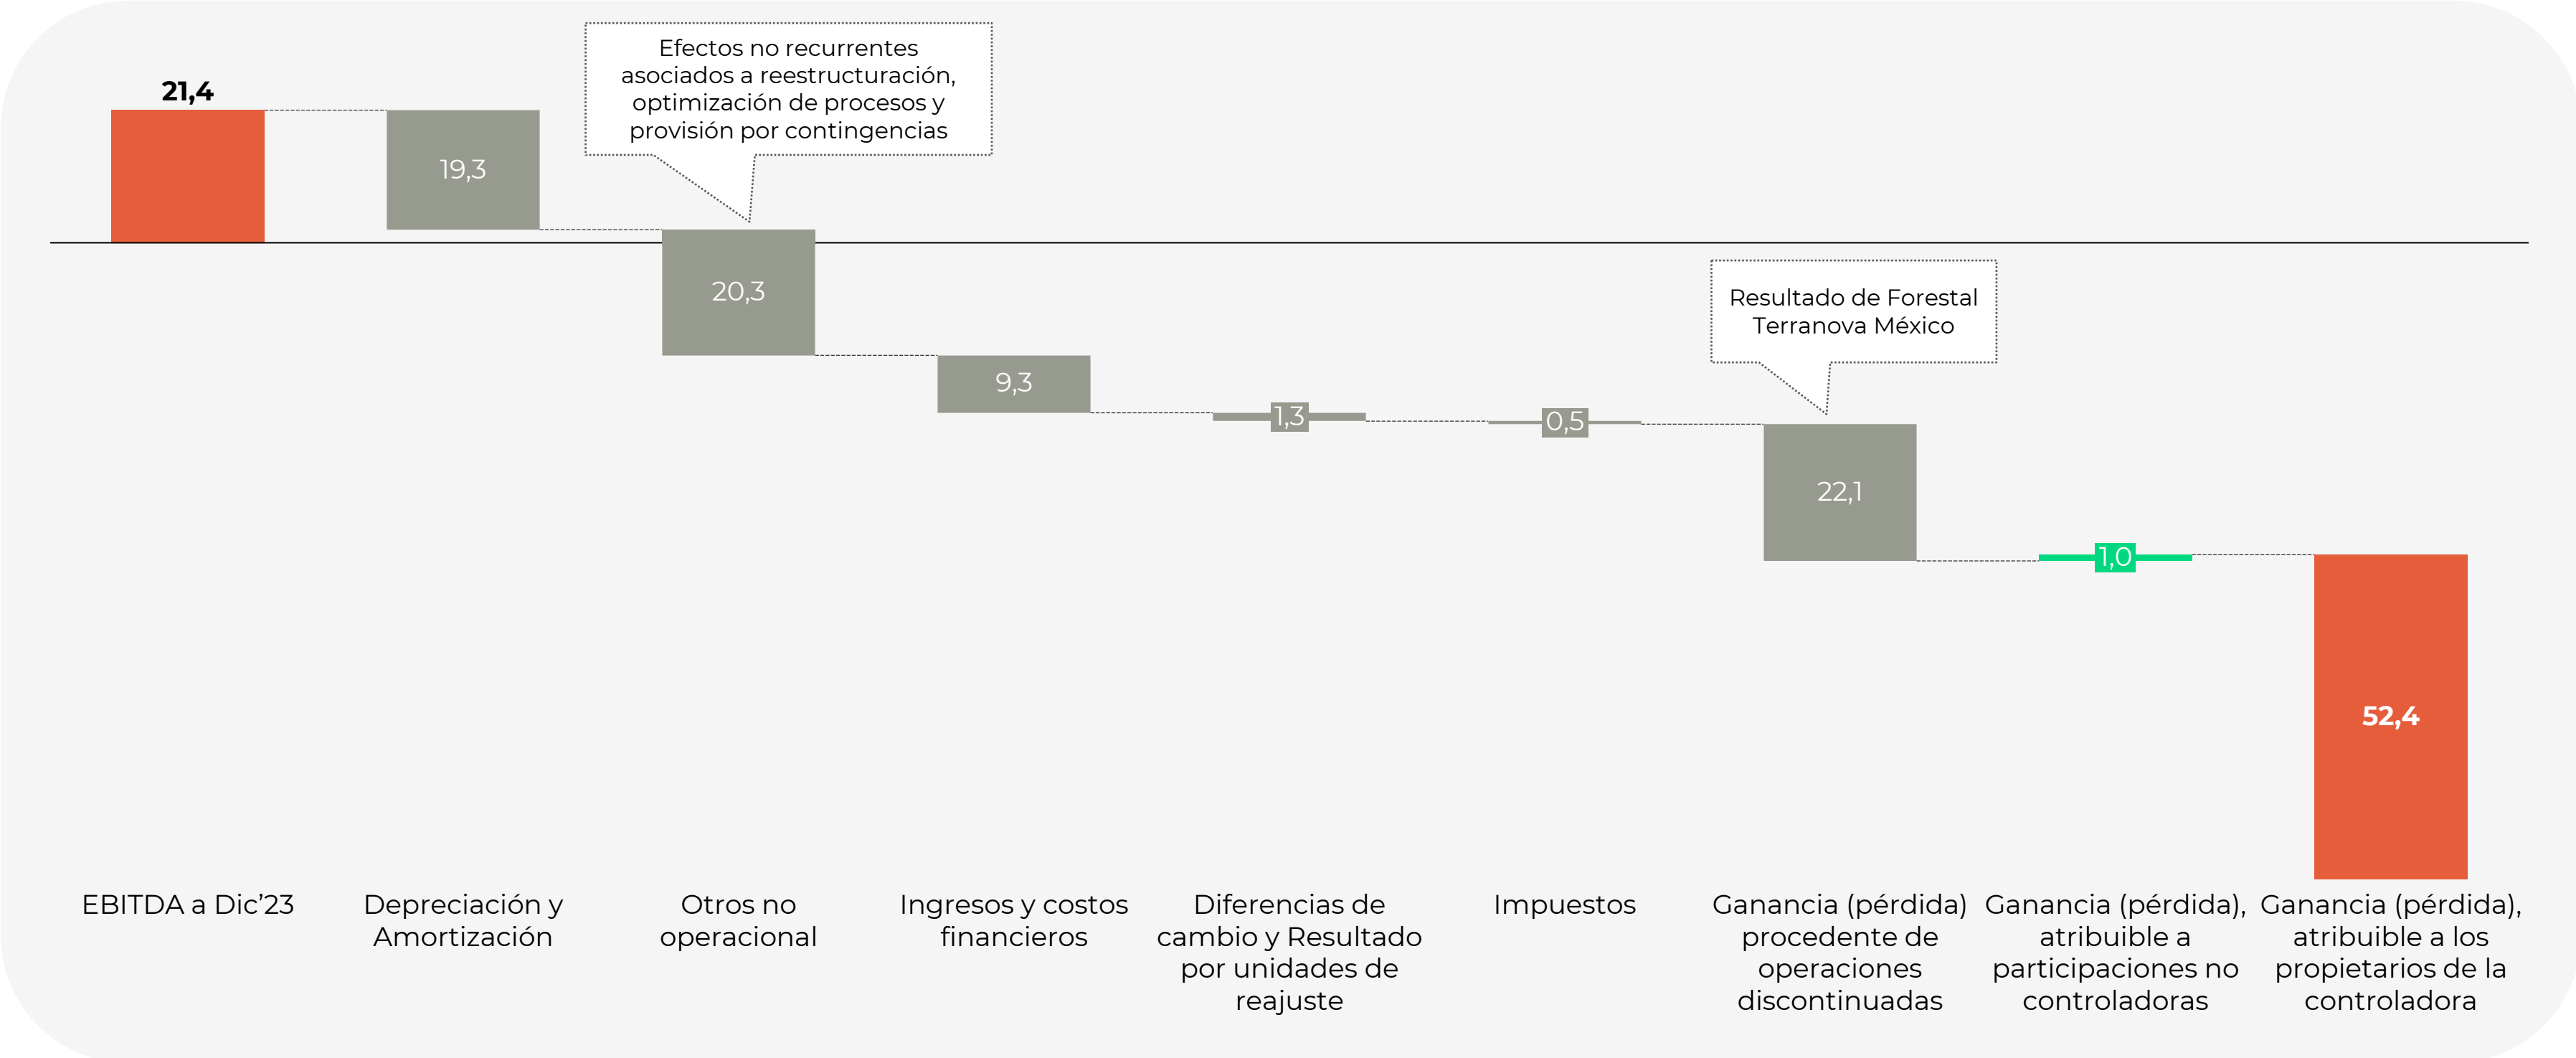 Efectos no recurrentes
asociados a reestructuración,
optimización de procesos y
provisión por contingencias
21,4
19,3
20,3
Resultado de Forestal
Terranova México
9,3
1,3
0,5
22,1
1,0
52,4
EBITDA a Dic’23
Depreciación y
Amortización
Otros no
operacional
Ingresos y costos
financieros
Diferencias de
cambio y Resultado
por unidades de
reajuste
Impuestos
Ganancia (pérdida)
procedente de
operaciones
discontinuadas
Ganancia (pérdida),
atribuible a
participaciones no
controladoras
Ganancia (pérdida),
atribuible a los
propietarios de la
controladora